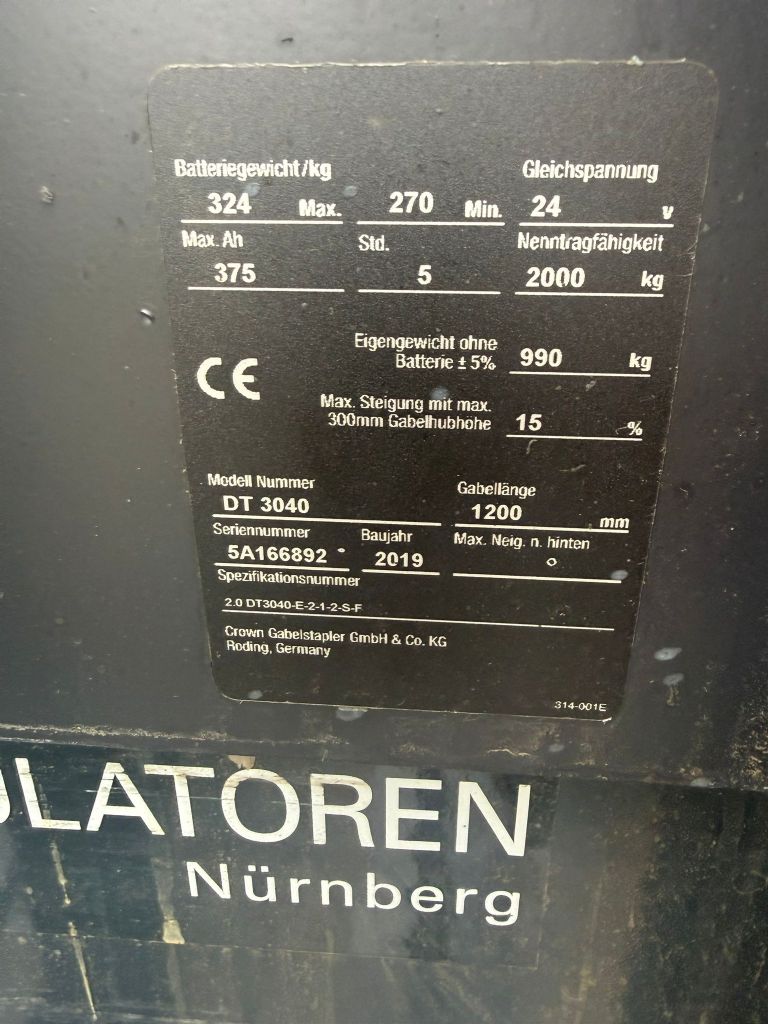 Batteriegewicht/kg Gleichspannung
324 Max. 270 Min. 24 V
Max. Ah Std. Nenntragfähigkeit
375 5 2000 kg
Eigengewicht ohne
Batterie ± 5% 990 kg
CE
Max. Steigung mit max.
300mm Gabelhubhöhe 15 %
Modell Nummer Gabellänge
DT 3040 1200 mm
Seriennummer Baujahr Max. Neig. n. hinten
5A166892 2019 °
Spezifikationsnummer
2.0 DT3040-E-2-1-2-S-F
Crown Gabelstapler GmbH & Co. KG
Roding, Germany
314-001E
ULATOREN
Nürnberg